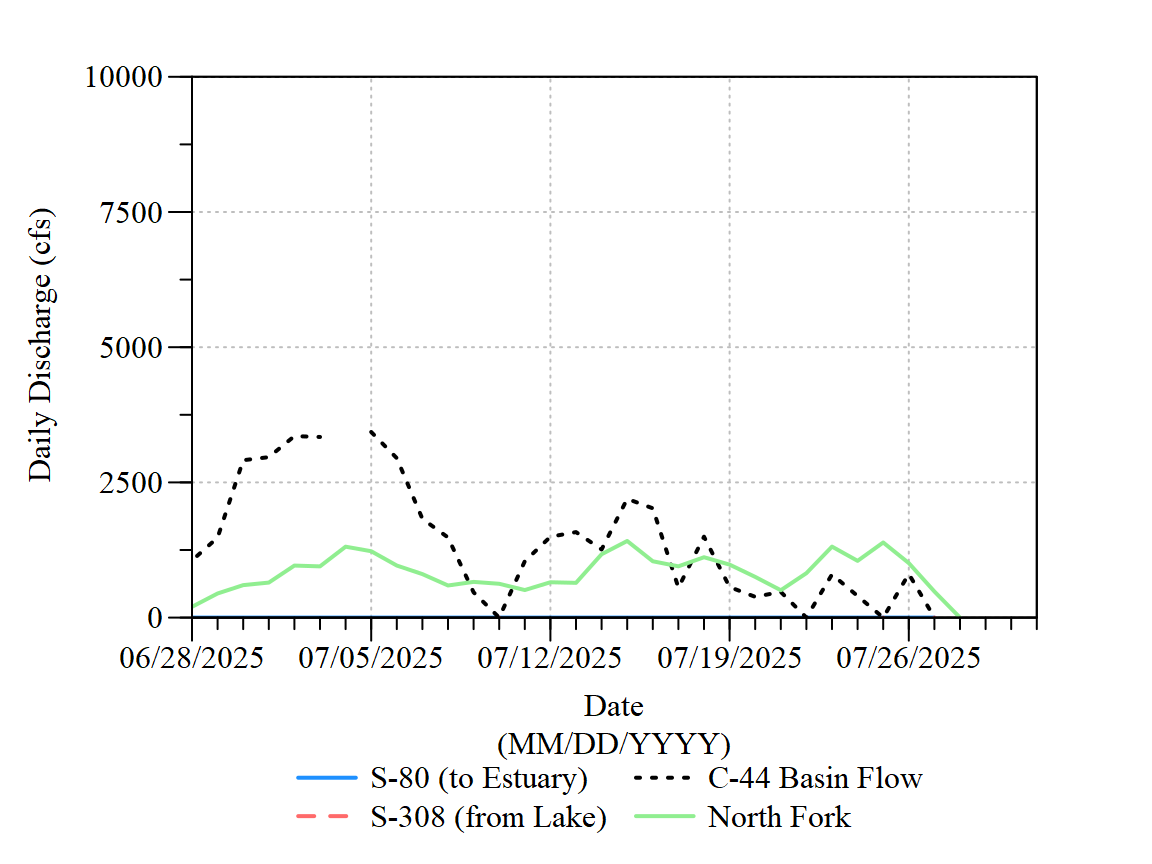 10000
7500
5000
2500
0
Daily Discharge (cfs)
06/28/2025 07/05/2025 07/12/2025 07/19/2025 07/26/2025
Date
(MM/DD/YYYY)
S-80 (to Estuary) C-44 Basin Flow
S-308 (from Lake) North Fork